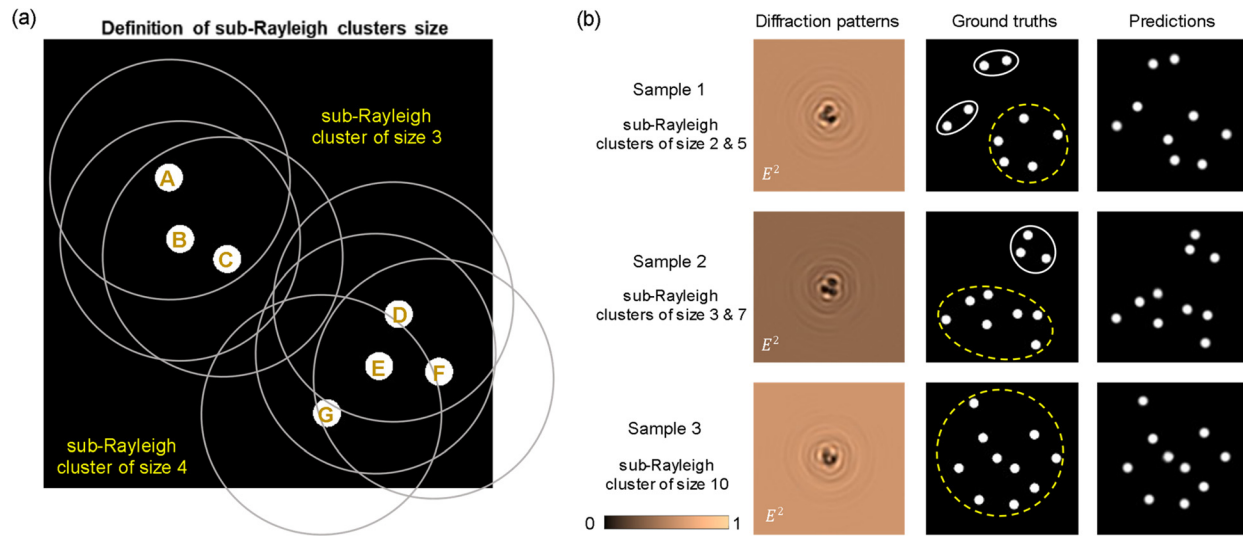 (a)
Definition of sub-Rayleigh clusters size
sub-Rayleigh
cluster of size 3
A
B
C
D
E
F
G
sub-Rayleigh
cluster of size 4
(b)
Diffraction patterns
Ground truths
Predictions
Sample 1
sub-Rayleigh
clusters of size 2 & 5
E²
Sample 2
sub-Rayleigh
clusters of size 3 & 7
E²
Sample 3
sub-Rayleigh
cluster of size 10
E²
0
1